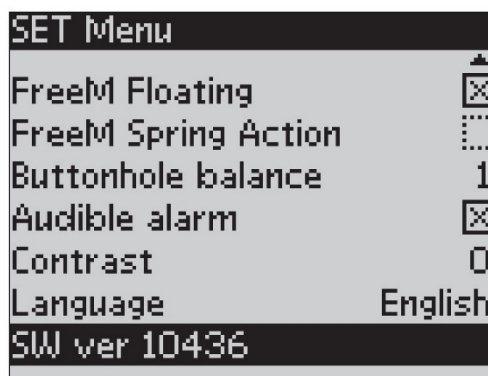 SET Menu
FreeM Floating
FreeM Spring Action
Buttonhole balance 1
Audible alarm
Contrast 0
Language English
SW ver 10436